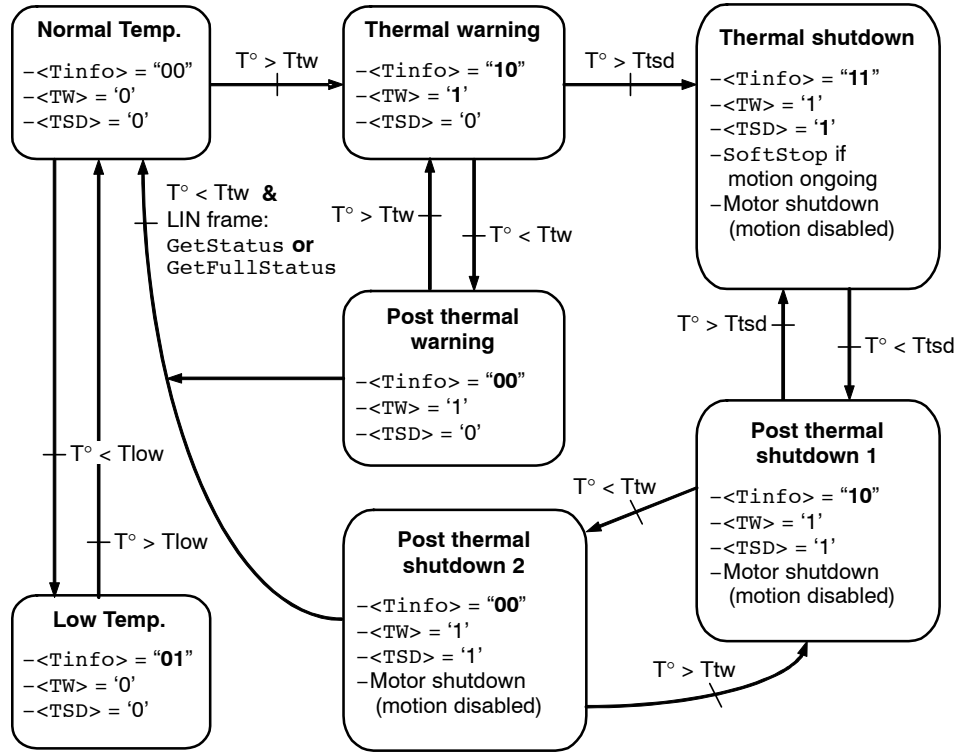 Normal Temp.
–<Tinfo> = “00”
–<TW> = ‘0’
–<TSD> = ‘0’
T° > Ttw
Thermal warning
–<Tinfo> = “10”
–<TW> = ‘1’
–<TSD> = ‘0’
T° > Ttsd
Thermal shutdown
–<Tinfo> = “11”
–<TW> = ‘1’
–<TSD> = ‘1’
–SoftStop if
motion ongoing
–Motor shutdown
(motion disabled)
T° < Ttw &
LIN frame:
GetStatus or
GetFullStatus
T° > Ttw
T° < Ttw
Post thermal
warning
–<Tinfo> = “00”
–<TW> = ‘1’
–<TSD> = ‘0’
T° > Ttsd
T° < Ttsd
Post thermal
shutdown 1
–<Tinfo> = “10”
–<TW> = ‘1’
–<TSD> = ‘1’
–Motor shutdown
(motion disabled)
T° < Tlow
T° > Tlow
T° < Ttw
Post thermal
shutdown 2
–<Tinfo> = “00”
–<TW> = ‘1’
–<TSD> = ‘1’
–Motor shutdown
(motion disabled)
T° > Ttw
Low Temp.
–<Tinfo> = “01”
–<TW> = ‘0’
–<TSD> = ‘0’